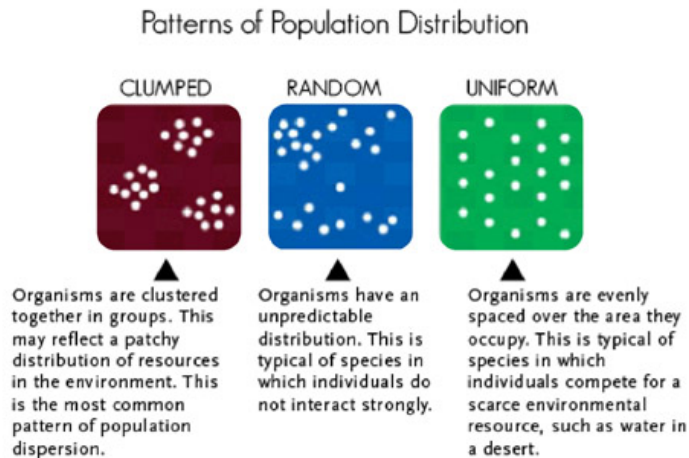 Patterns of Population Distribution
CLUMPED
RANDOM
UNIFORM
Organisms are clustered
together in groups. This
may reflect a patchy
distribution of resources
in the environment. This
is the most common
pattern of population
dispersion.
Organisms have an
unpredictable
distribution. This is
typical of species in
which individuals do
not interact strongly.
Organisms are evenly
spaced over the area they
occupy. This is typical of
species in which
individuals compete for a
scarce environmental
resource, such as water in
a desert.